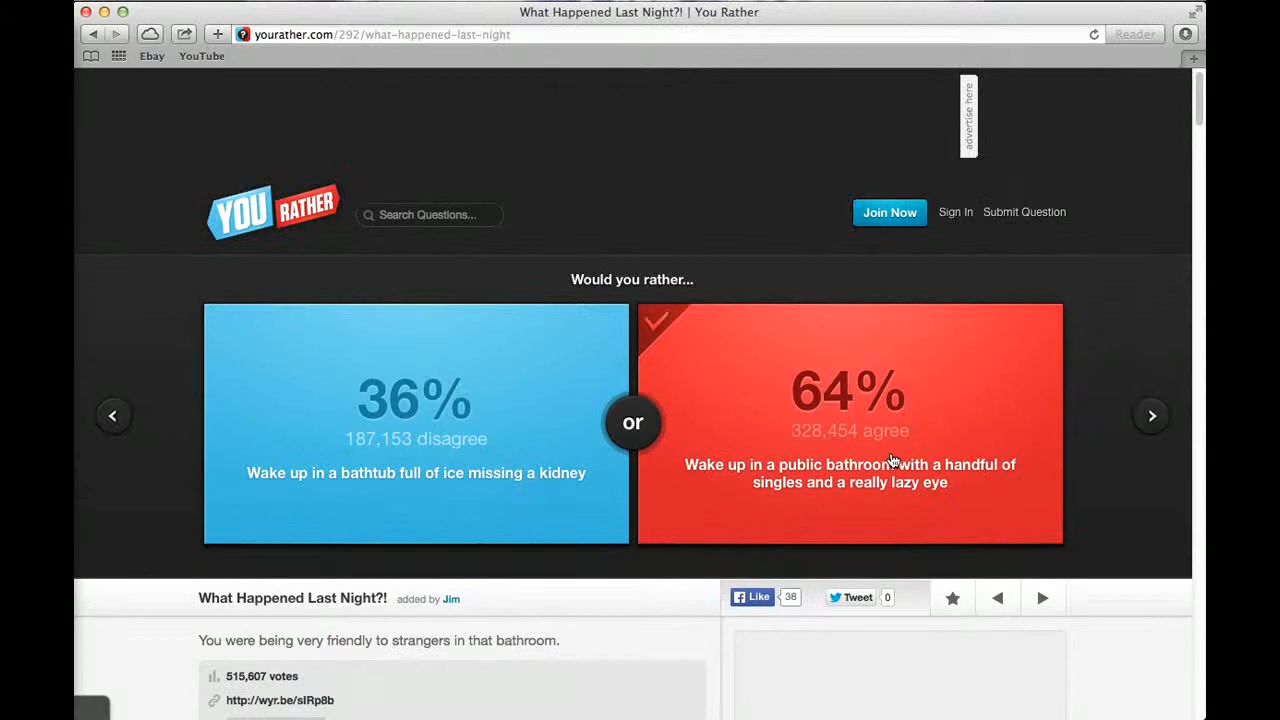 What Happened Last Night?! | You Rather
yourather.com/292/what-happened-last-night
Reader
Ebay
YouTube
advertise here
YOU RATHER
Search Questions...
Join Now
Sign In
Submit Question
Would you rather...
36%
187,153 disagree
Wake up in a bathtub full of ice missing a kidney
or
64%
328,454 agree
Wake up in a public bathroom with a handful of
singles and a really lazy eye
What Happened Last Night?! added by Jim
Like 38
Tweet 0
You were being very friendly to strangers in that bathroom.
515,607 votes
http://wyr.be/sIRp8b